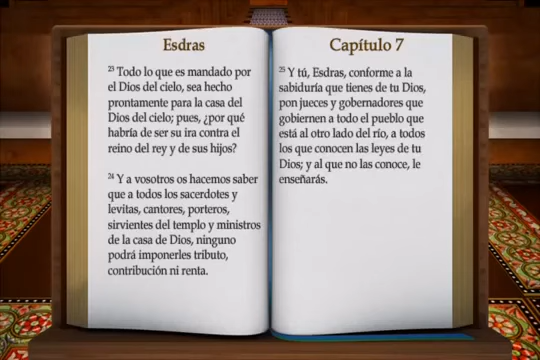 Esdras
²³ Todo lo que es mandado por
el Dios del cielo, sea hecho
prontamente para la casa del
Dios del cielo; pues, ¿por qué
habría de ser su ira contra el
reino del rey y de sus hijos?
²⁴ Y a vosotros os hacemos saber
que a todos los sacerdotes y
levitas, cantores, porteros,
sirvientes del templo y ministros
de la casa de Dios, ninguno
podrá imponerles tributo,
contribución ni renta.
Capítulo 7
²⁵ Y tú, Esdras, conforme a la
sabiduría que tienes de tu Dios,
pon jueces y gobernadores que
gobiernen a todo el pueblo que
está al otro lado del río, a todos
los que conocen las leyes de tu
Dios; y al que no las conoce, le
enseñarás.